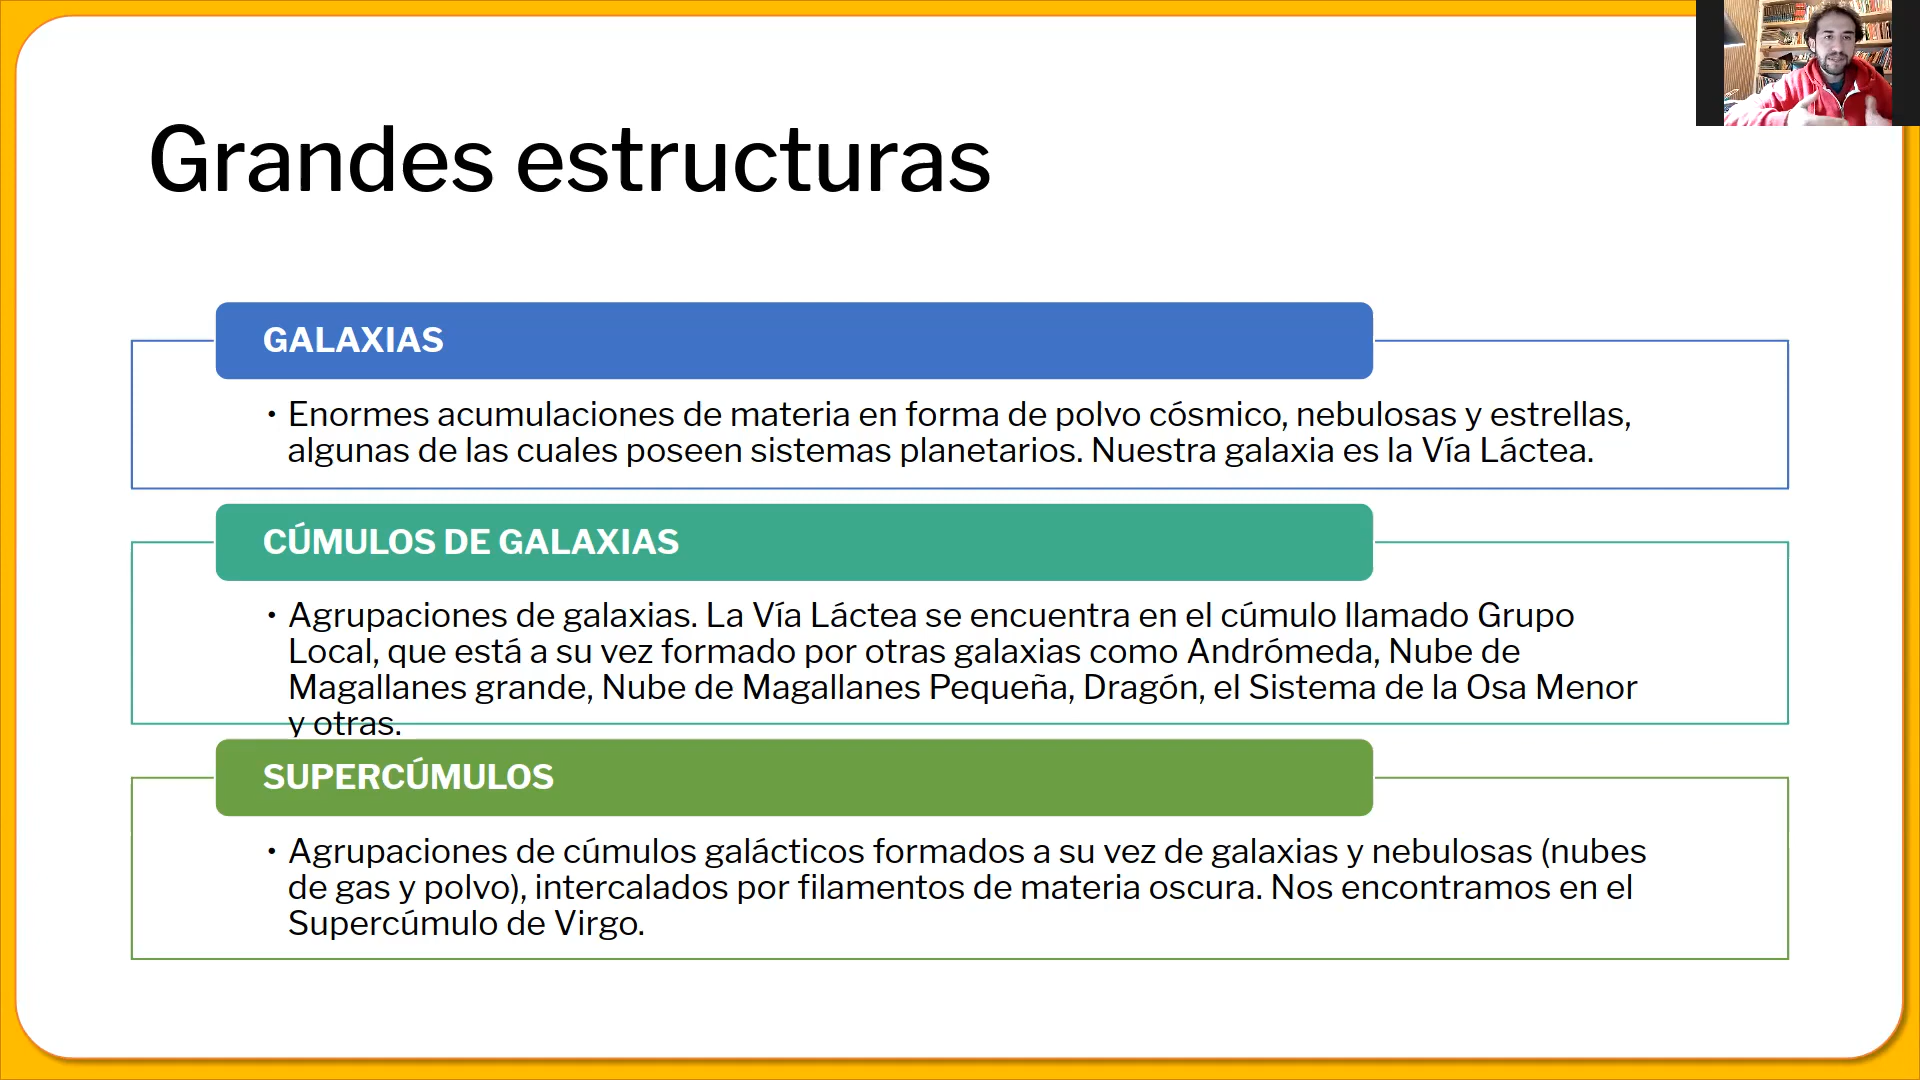 Grandes estructuras
GALAXIAS
• Enormes acumulaciones de materia en forma de polvo cósmico, nebulosas y estrellas,
algunas de las cuales poseen sistemas planetarios. Nuestra galaxia es la Vía Láctea.
CÚMULOS DE GALAXIAS
• Agrupaciones de galaxias. La Vía Láctea se encuentra en el cúmulo llamado Grupo
Local, que está a su vez formado por otras galaxias como Andrómeda, Nube de
Magallanes grande, Nube de Magallanes Pequeña, Dragón, el Sistema de la Osa Menor
y otras.
SUPERCÚMULOS
• Agrupaciones de cúmulos galácticos formados a su vez de galaxias y nebulosas (nubes
de gas y polvo), intercalados por filamentos de materia oscura. Nos encontramos en el
Supercúmulo de Virgo.